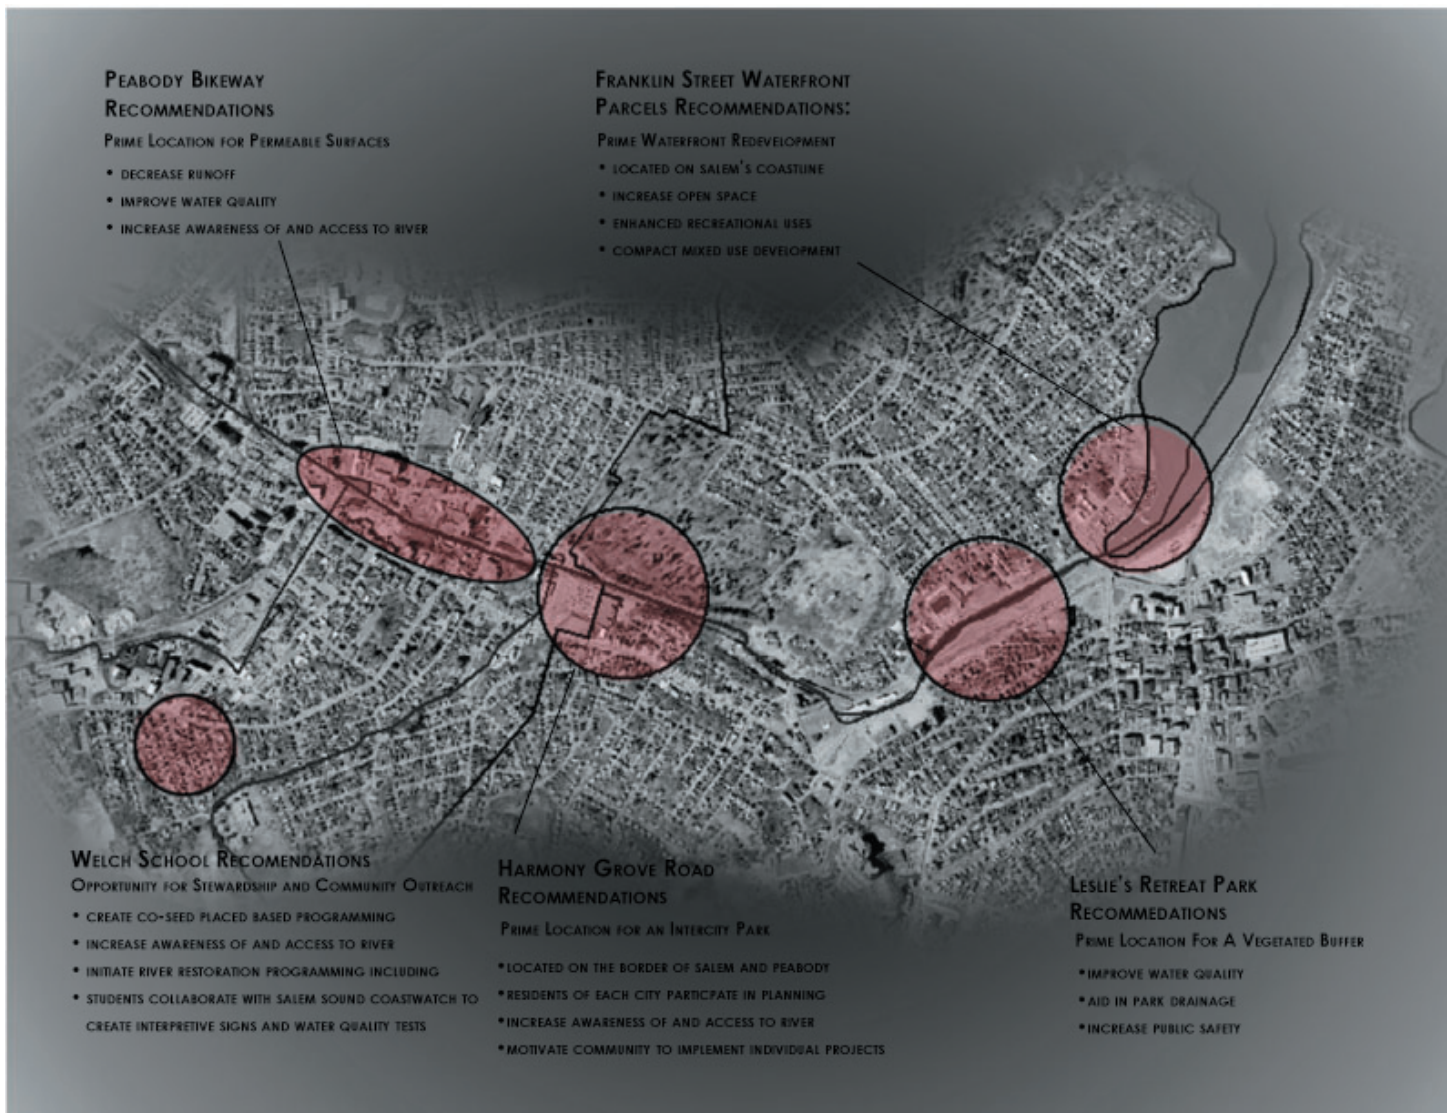 Peabody Bikeway
Recommendations
Prime Location for Permeable Surfaces
• decrease runoff
• improve water quality
• increase awareness of and access to river
Franklin Street Waterfront
Parcels Recommendations:
Prime Waterfront Redevelopment
• located on Salem's coastline
• increase open space
• enhanced recreational uses
• compact mixed use development
Welch School Recomendations
Opportunity for Stewardship and Community Outreach
• create co-seed placed based programming
• increase awareness of and access to river
• initiate river restoration programming including
• students collaborate with Salem Sound Coastwatch to
create interpretive signs and water quality tests
Harmony Grove Road
Recommendations
Prime Location for an Intercity Park
• located on the border of Salem and Peabody
• residents of each city particpate in planning
• increase awareness of and access to river
• motivate community to implement individual projects
Leslie's Retreat Park
Recommedations
Prime Location For A Vegetated Buffer
• improve water quality
• aid in park drainage
• increase public safety